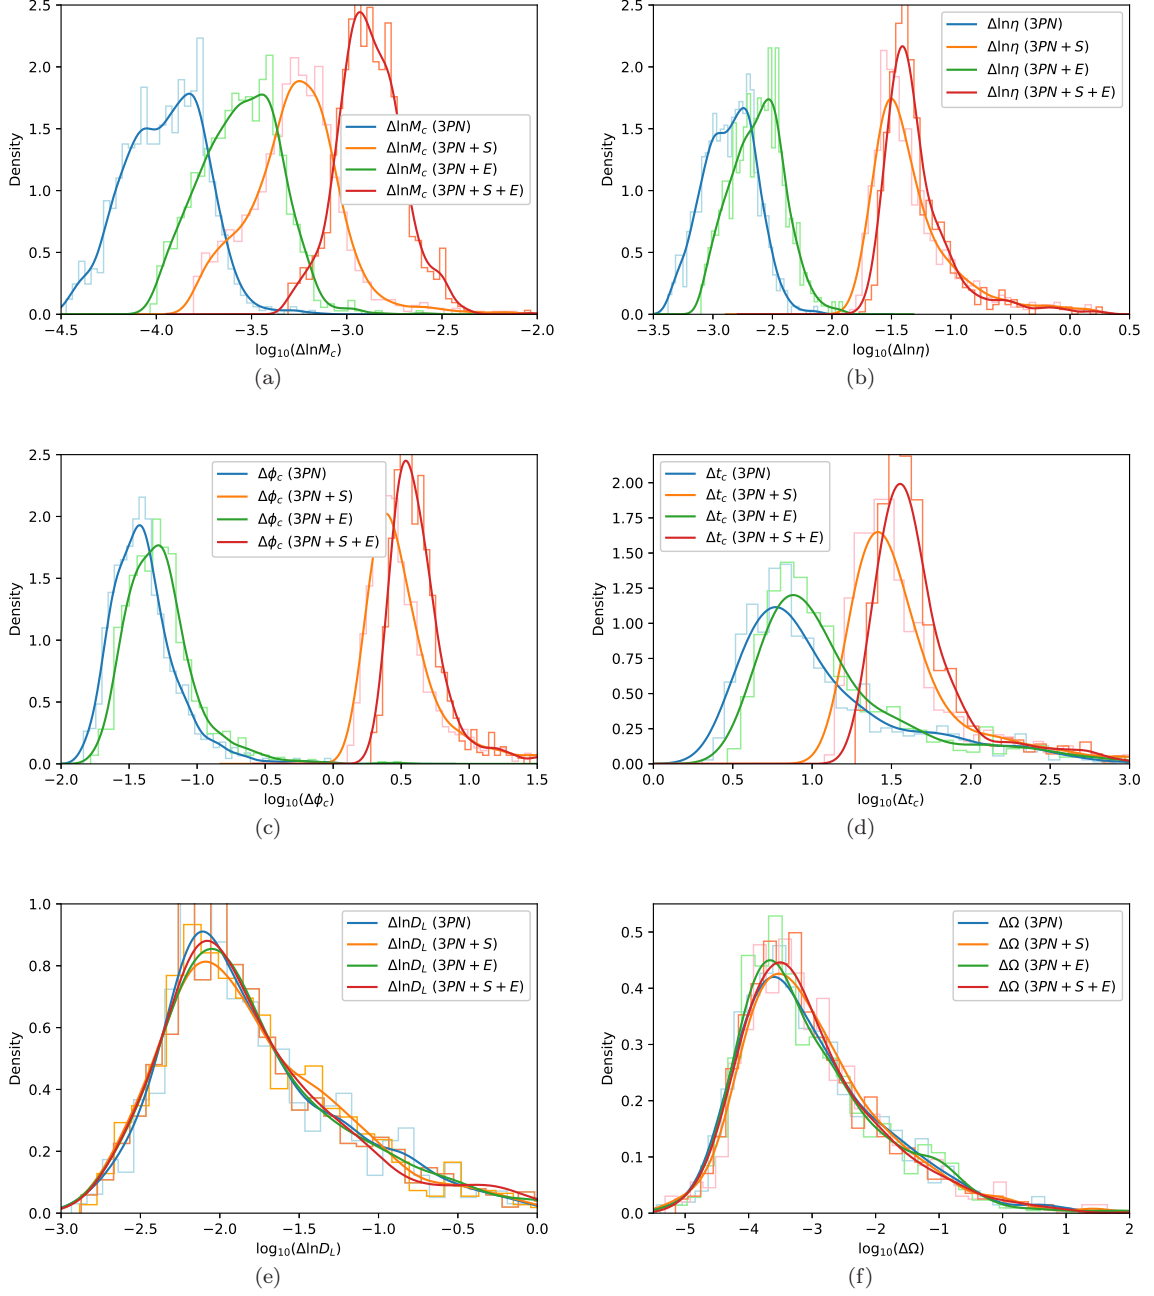 2.5
2.0
1.5
1.0
0.5
0.0
Density
ΔlnM_c (3PN)
ΔlnM_c (3PN + S)
ΔlnM_c (3PN + E)
ΔlnM_c (3PN + S + E)
−4.5 −4.0 −3.5 −3.0 −2.5 −2.0
log₁₀(ΔlnM_c)
(a)
2.5
2.0
1.5
1.0
0.5
0.0
Density
Δlnη (3PN)
Δlnη (3PN + S)
Δlnη (3PN + E)
Δlnη (3PN + S + E)
−3.5 −3.0 −2.5 −2.0 −1.5 −1.0 −0.5 0.0 0.5
log₁₀(Δlnη)
(b)
2.5
2.0
1.5
1.0
0.5
0.0
Density
Δϕ_c (3PN)
Δϕ_c (3PN + S)
Δϕ_c (3PN + E)
Δϕ_c (3PN + S + E)
−2.0 −1.5 −1.0 −0.5 0.0 0.5 1.0 1.5
log₁₀(Δϕ_c)
(c)
2.00
1.75
1.50
1.25
1.00
0.75
0.50
0.25
0.00
Density
Δt_c (3PN)
Δt_c (3PN + S)
Δt_c (3PN + E)
Δt_c (3PN + S + E)
0.0 0.5 1.0 1.5 2.0 2.5 3.0
log₁₀(Δt_c)
(d)
1.0
0.8
0.6
0.4
0.2
0.0
Density
ΔlnD_L (3PN)
ΔlnD_L (3PN + S)
ΔlnD_L (3PN + E)
ΔlnD_L (3PN + S + E)
−3.0 −2.5 −2.0 −1.5 −1.0 −0.5 0.0
log₁₀(ΔlnD_L)
(e)
0.5
0.4
0.3
0.2
0.1
0.0
Density
ΔΩ (3PN)
ΔΩ (3PN + S)
ΔΩ (3PN + E)
ΔΩ (3PN + S + E)
−5 −4 −3 −2 −1 0 1 2
log₁₀(ΔΩ)
(f)